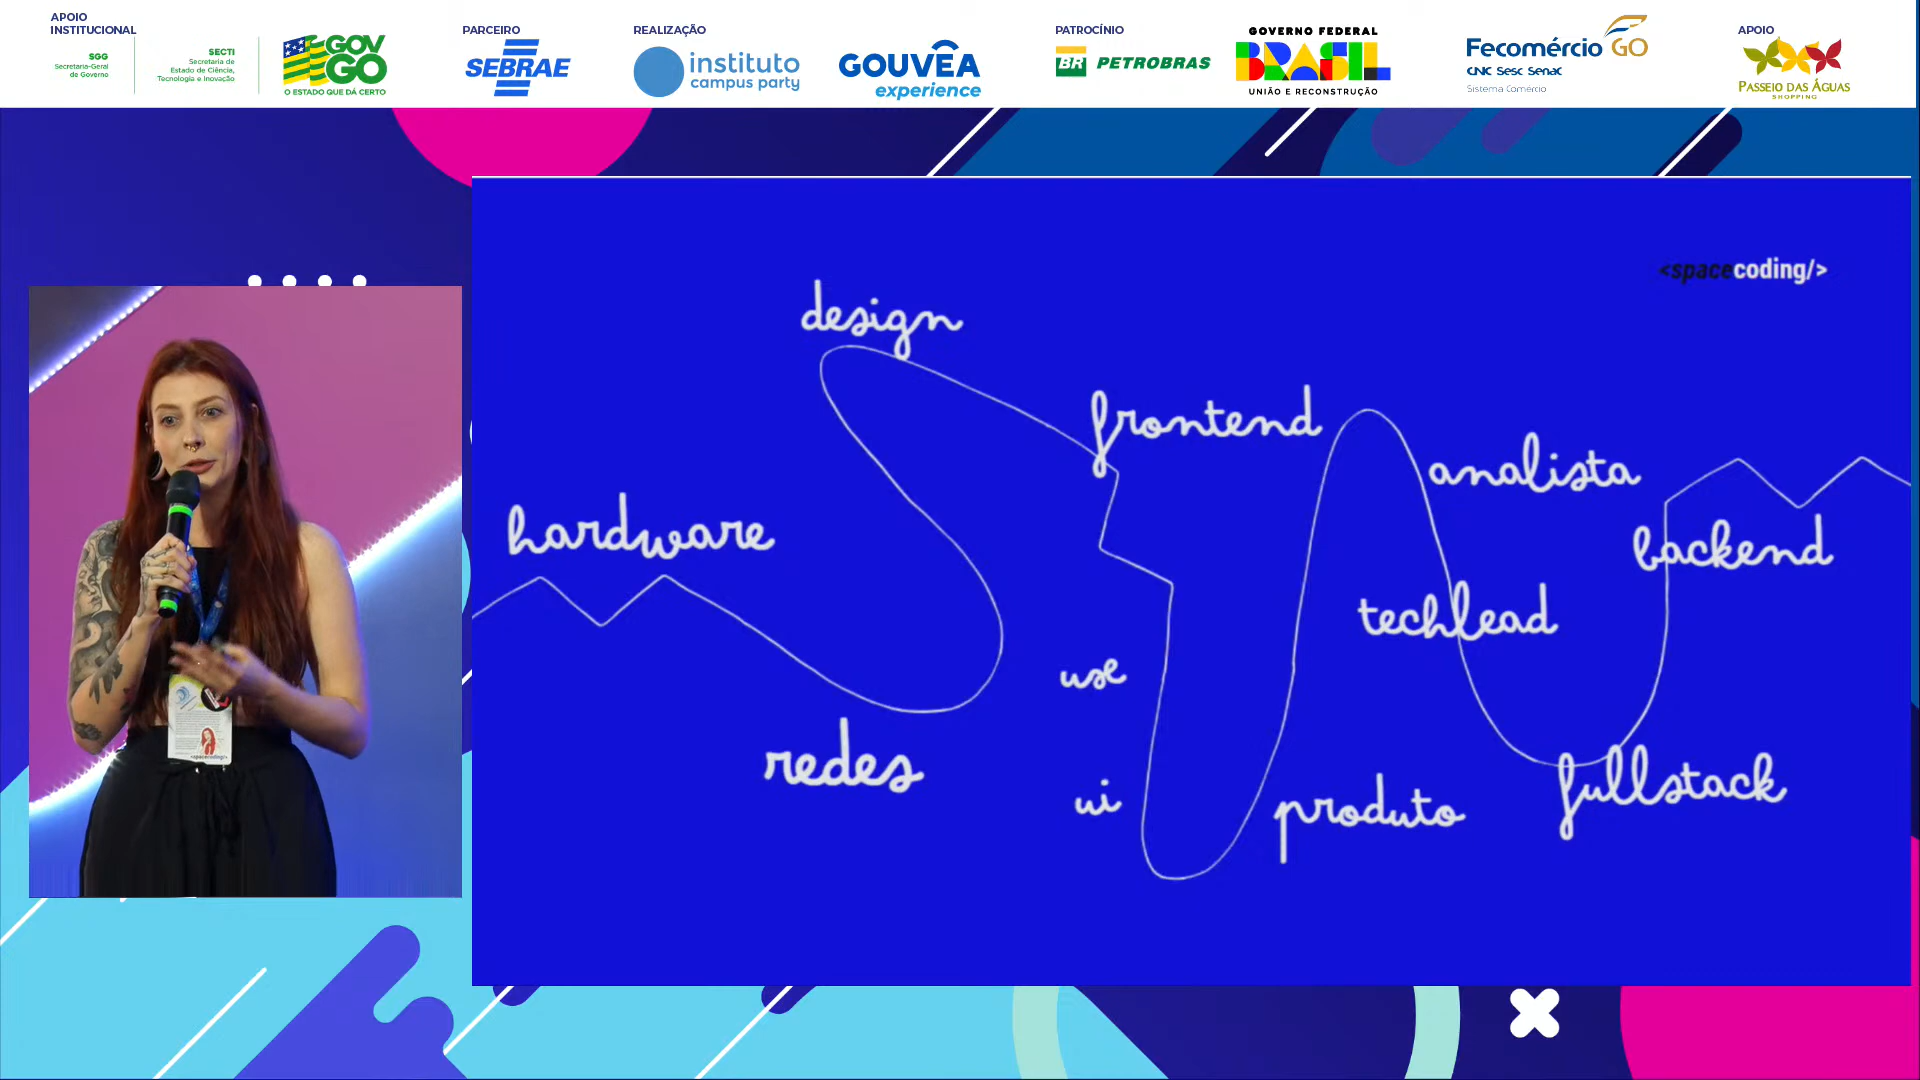 APOIO
INSTITUCIONAL
SGG
Secretaria-Geral
de Governo
SECTI
Secretaria de
Estado de Ciência,
Tecnologia e Inovação
GOV
GO
O ESTADO QUE DÁ CERTO
PARCEIRO
SEBRAE
REALIZAÇÃO
instituto
campus party
GOUVÊA
experience
PATROCÍNIO
BR PETROBRAS
GOVERNO FEDERAL
BRASIL
UNIÃO E RECONSTRUÇÃO
Fecomércio GO
CNC Sesc Senac
Sistema Comércio
APOIO
PASSEIO DAS ÁGUAS
SHOPPING
<spacecoding/>
design
frontend
analista
hardware
backend
techlead
use
redes
ui
produto
fullstack
<spacecoding/>